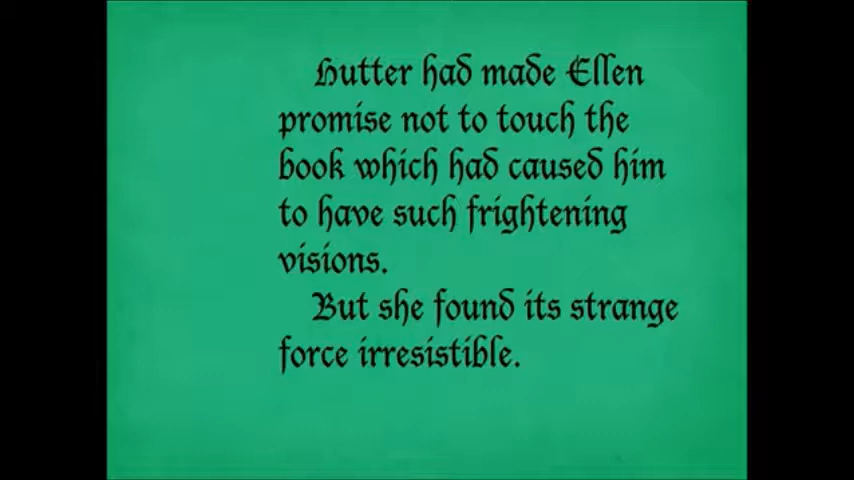 Hutter had made Ellen
promise not to touch the
book which had caused him
to have such frightening
visions.
But she found its strange
force irresistible.